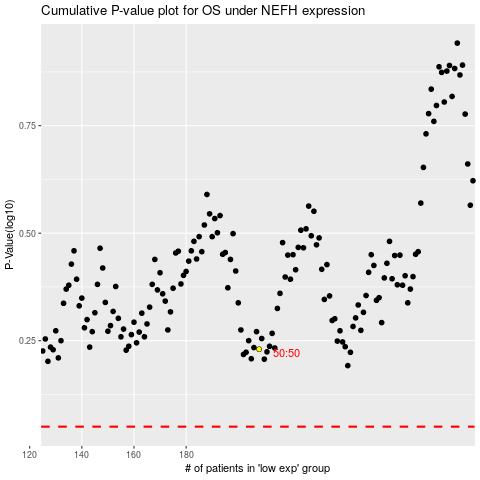 Cumulative P-value plot for OS under NEFH expression
P-Value(log10)
0.75
0.50
0.25
50:50
120 140 160 180
# of patients in 'low exp' group